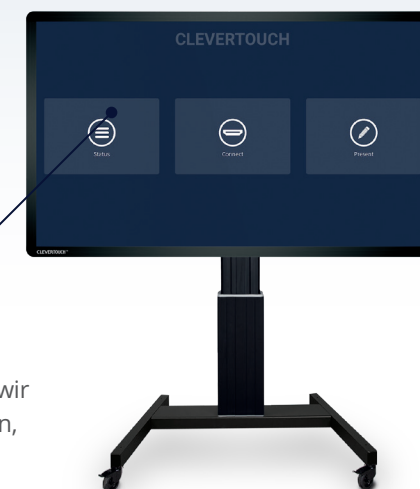 CLEVERTOUCH
Status
Connect
Present
CLEVERTOUCH
wir
n,